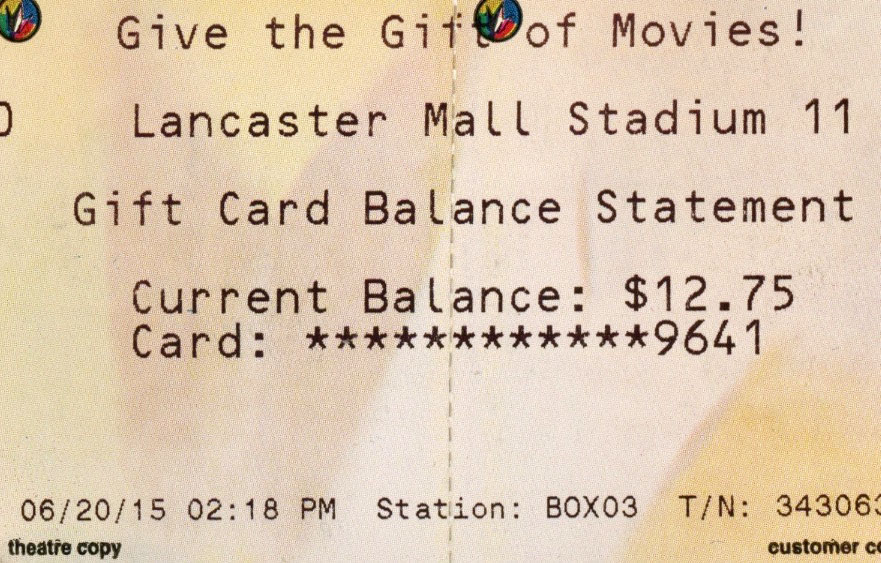 Give the Gift of Movies!
Lancaster Mall Stadium 11
Gift Card Balance Statement
Current Balance: $12.75
Card: ************9641
06/20/15 02:18 PM Station: BOX03 T/N:
theatre copy
customer